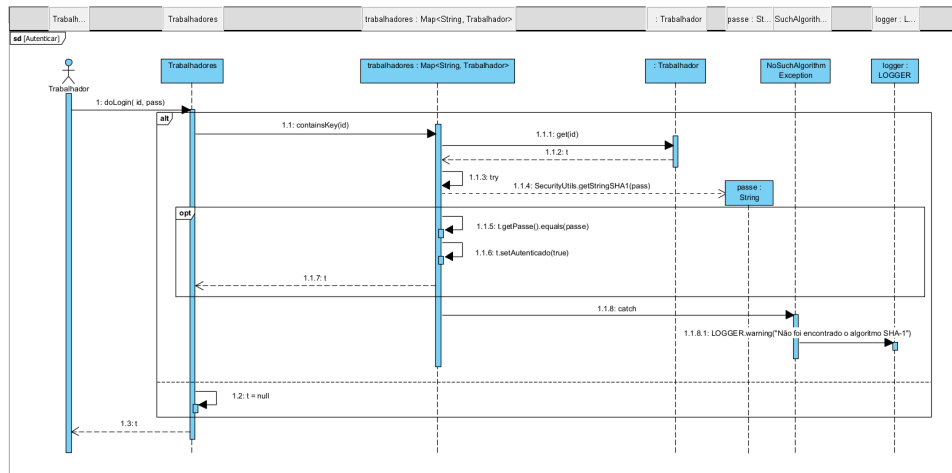 Trabalh...
Trabalhadores
trabalhadores : Map<String, Trabalhador>
: Trabalhador
passe : St...
SuchAlgorith...
logger : L...
sd [Autenticar]
Trabalhador
Trabalhadores
trabalhadores : Map<String, Trabalhador>
: Trabalhador
NoSuchAlgorithm
Exception
logger :
LOGGER
1: doLogin( id, pass)
alt
1.1: containsKey(id)
1.1.1: get(id)
1.1.2: t
1.1.3: try
1.1.4: SecurityUtils.getStringSHA1(pass)
passe :
String
opt
1.1.5: t.getPasse().equals(passe)
1.1.6: t.setAutenticado(true)
1.1.7: t
1.1.8: catch
1.1.8.1: LOGGER.warning("Não foi encontrado o algoritmo SHA-1")
1.2: t = null
1.3: t